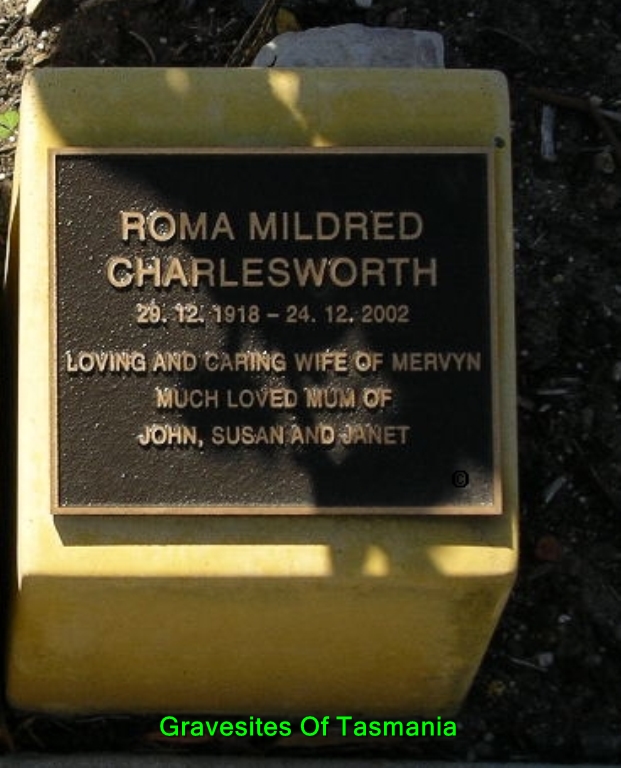 ROMA MILDRED
CHARLESWORTH
29. 12. 1918 – 24. 12. 2002
LOVING AND CARING WIFE OF MERVYN
MUCH LOVED MUM OF
JOHN, SUSAN AND JANET
©
Gravesites Of Tasmania